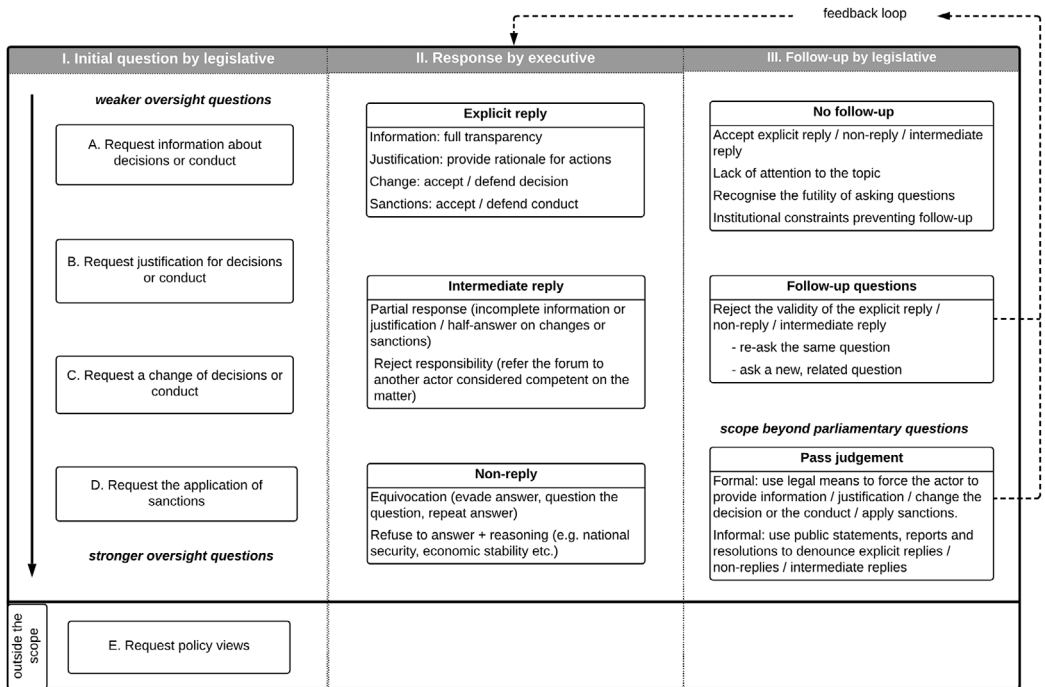 feedback loop
I. Initial question by legislative
II. Response by executive
III. Follow-up by legislative
weaker oversight questions
A. Request information about
decisions or conduct
B. Request justification for decisions
or conduct
C. Request a change of decisions or
conduct
D. Request the application of
sanctions
stronger oversight questions
Explicit reply
Information: full transparency
Justification: provide rationale for actions
Change: accept / defend decision
Sanctions: accept / defend conduct
Intermediate reply
Partial response (incomplete information or
justification / half-answer on changes or
sanctions)
Reject responsibility (refer the forum to
another actor considered competent on the
matter)
Non-reply
Equivocation (evade answer, question the
question, repeat answer)
Refuse to answer + reasoning (e.g. national
security, economic stability etc.)
No follow-up
Accept explicit reply / non-reply / intermediate
reply
Lack of attention to the topic
Recognise the futility of asking questions
Institutional constraints preventing follow-up
Follow-up questions
Reject the validity of the explicit reply /
non-reply / intermediate reply
- re-ask the same question
- ask a new, related question
scope beyond parliamentary questions
Pass judgement
Formal: use legal means to force the actor to
provide information / justification / change the
decision or the conduct / apply sanctions.
Informal: use public statements, reports and
resolutions to denounce explicit replies /
non-replies / intermediate replies
outside the
scope
E. Request policy views